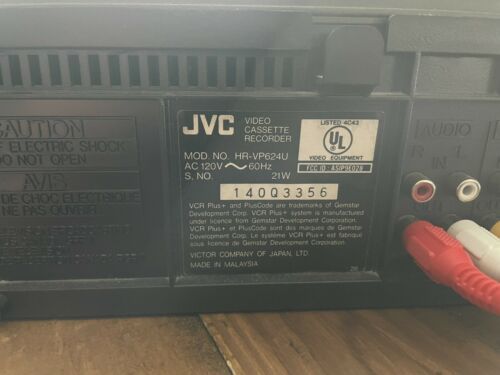 CAUTION
F ELECTRIC SHOCK
DO NOT OPEN
AVIS
DE CHOC ELECTRIQUE
NE PAS OUVRIR
JVC
VIDEO
CASSETTE
RECORDER
LISTED 4C43
UL
VIDEO EQUIPMENT
MOD. NO. HR-VP624U
AC 120V ~ 60Hz
S. NO. 21W
140Q3356
VCR Plus+ and PlusCode are trademarks of Gemstar
Development Corp. VCR Plus+ system is manufactured
under licence from Gemstar Development Corporation.
VCR Plus+ et PlusCode sont des marques de Gemstar
Development Corp. Le système VCR Plus+ est fabriqué
sous licence de Gemstar Development Corporation.
VICTOR COMPANY OF JAPAN, LTD.
MADE IN MALAYSIA
AUDIO
IN